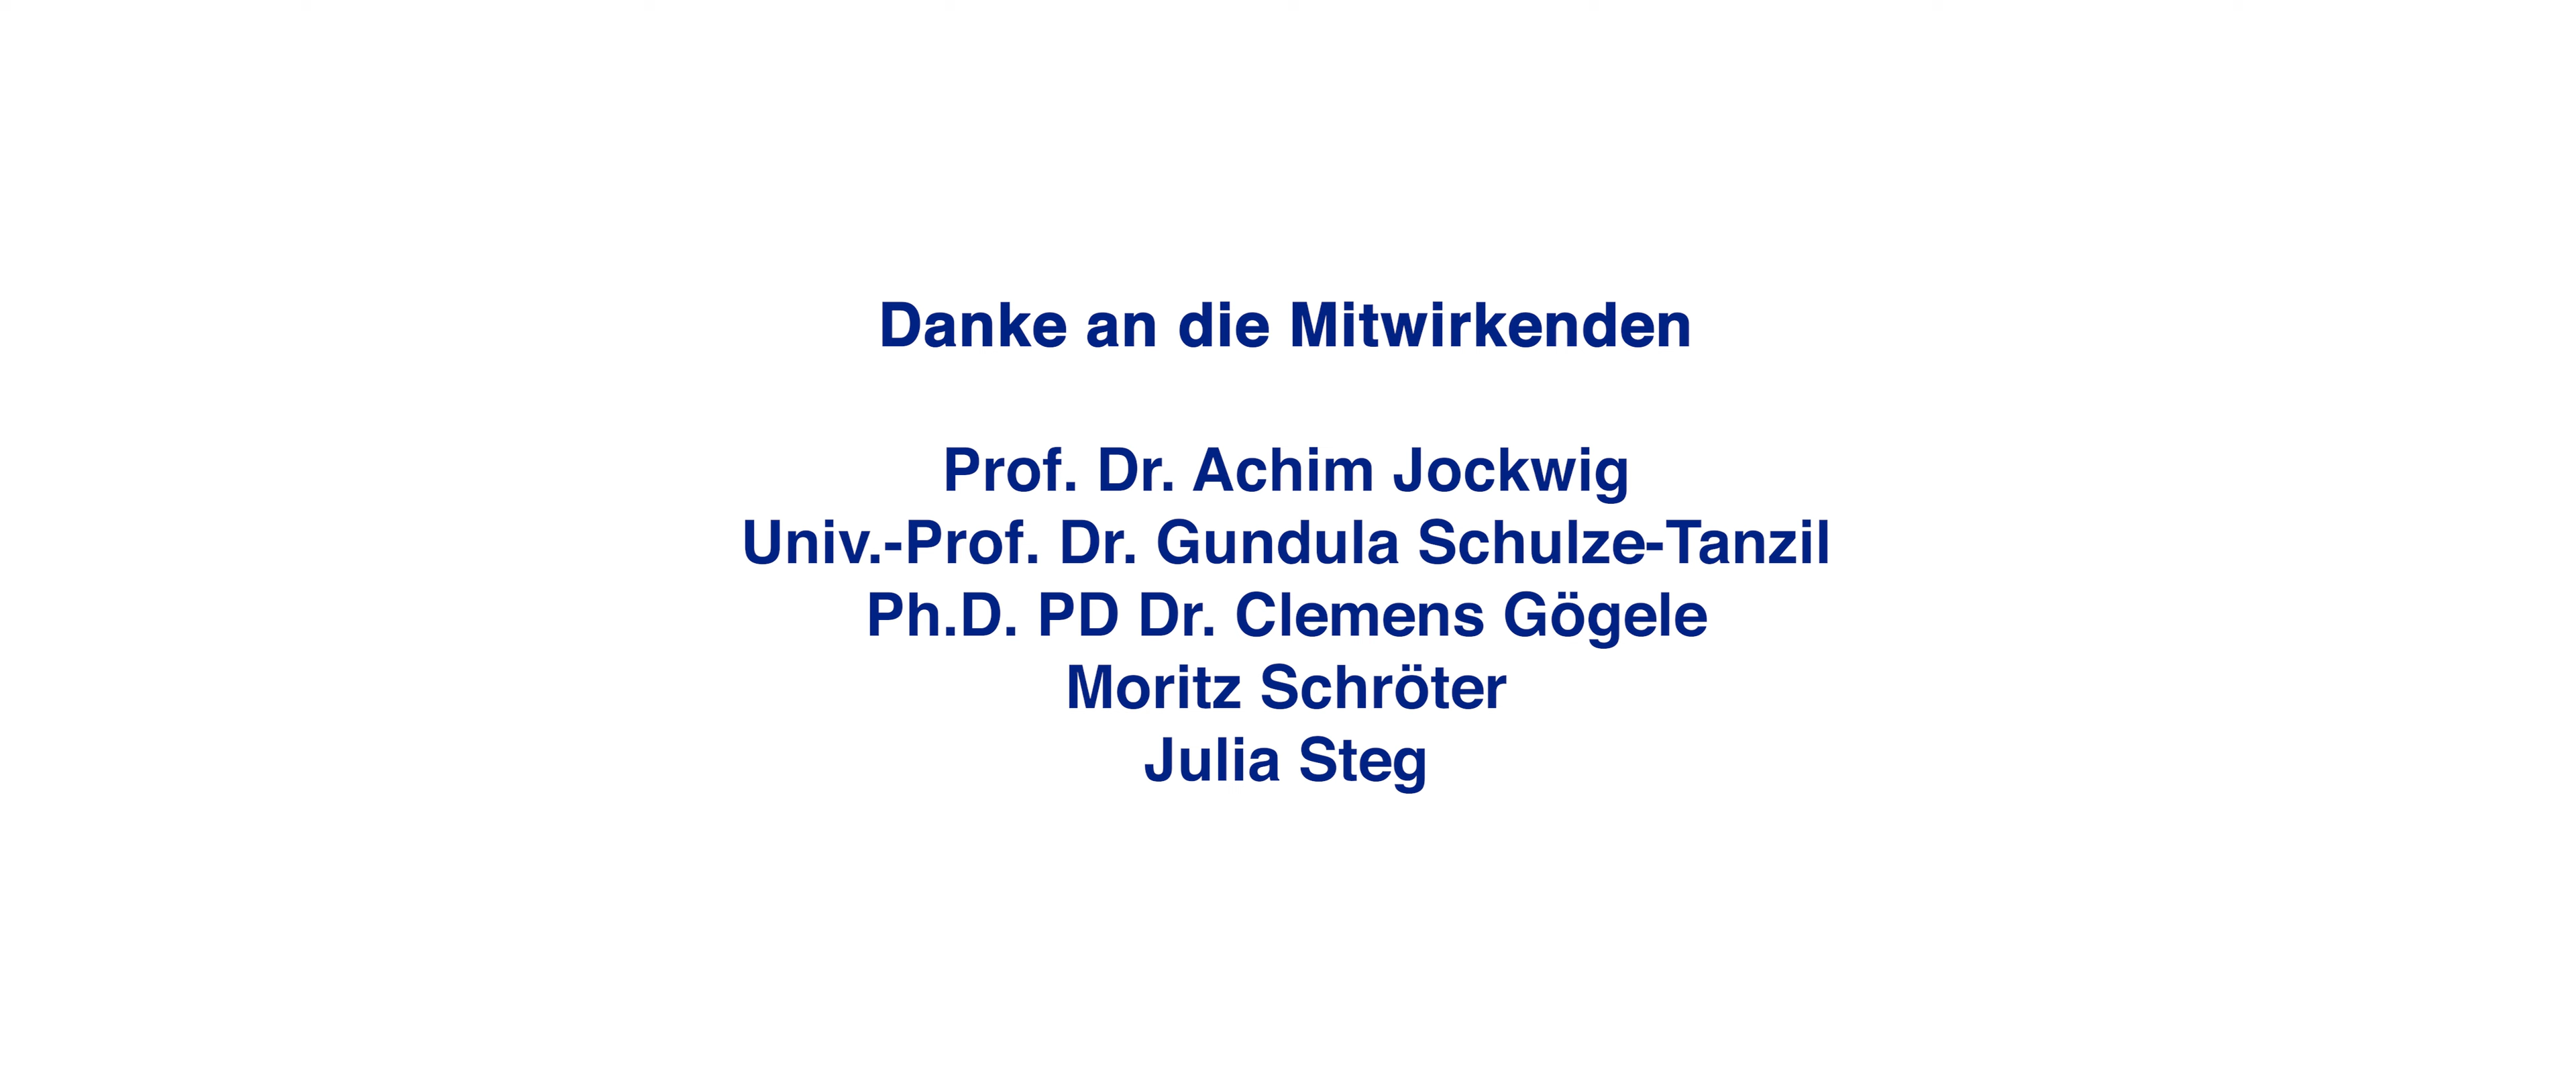 Danke an die Mitwirkenden
Prof. Dr. Achim Jockwig
Univ.-Prof. Dr. Gundula Schulze-Tanzil
Ph.D. PD Dr. Clemens Gögele
Moritz Schröter
Julia Steg